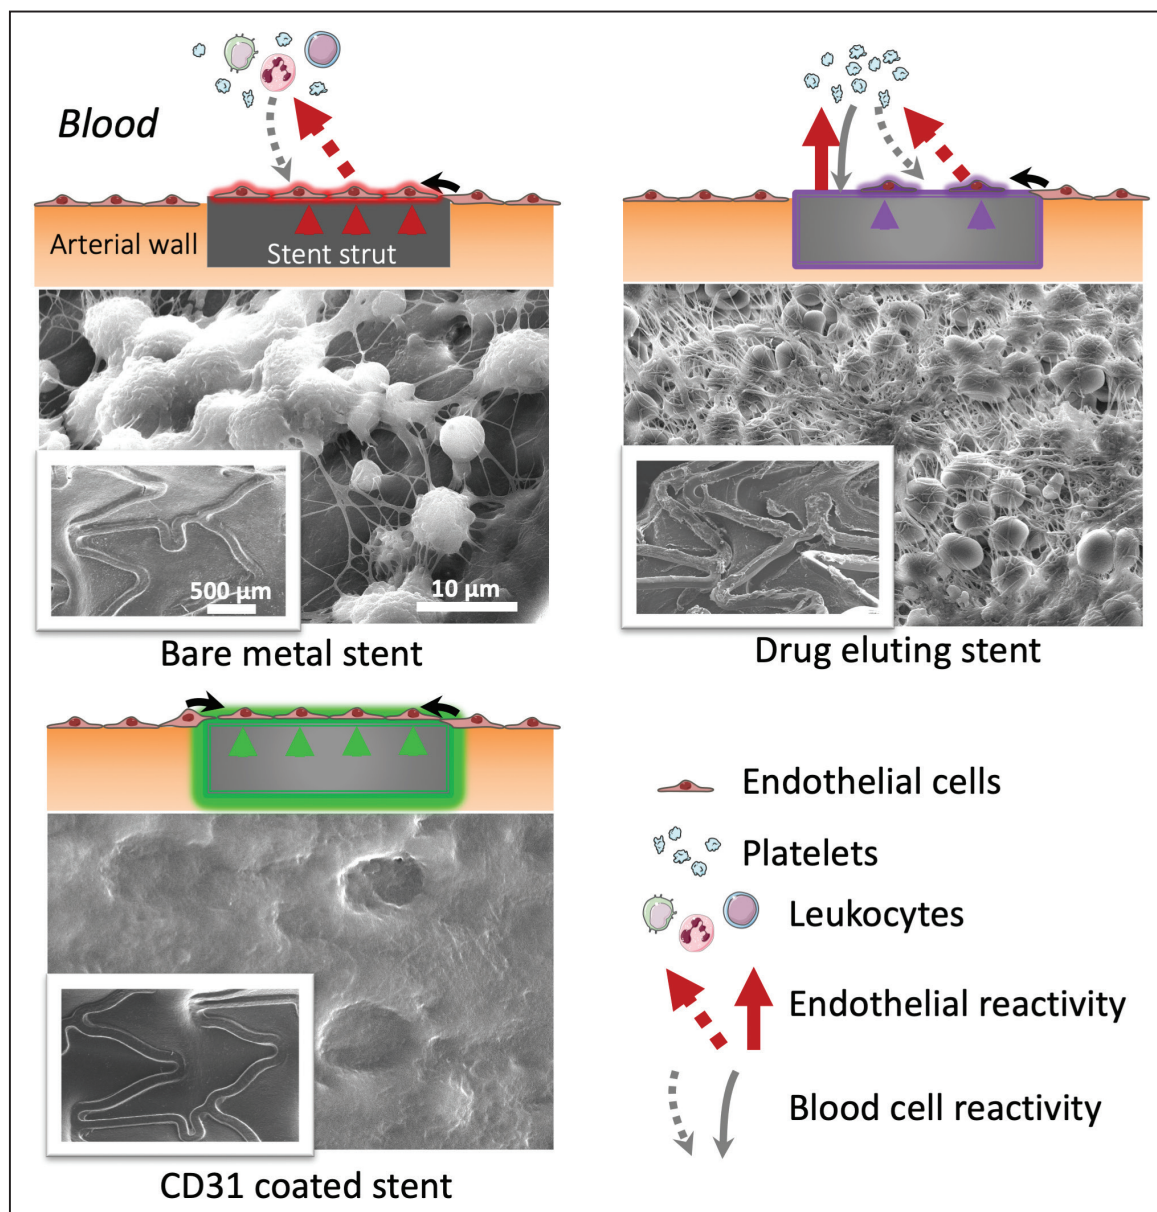 Blood
Arterial wall
Stent strut
500 μm
10 μm
Bare metal stent
Drug eluting stent
CD31 coated stent
Endothelial cells
Platelets
Leukocytes
Endothelial reactivity
Blood cell reactivity